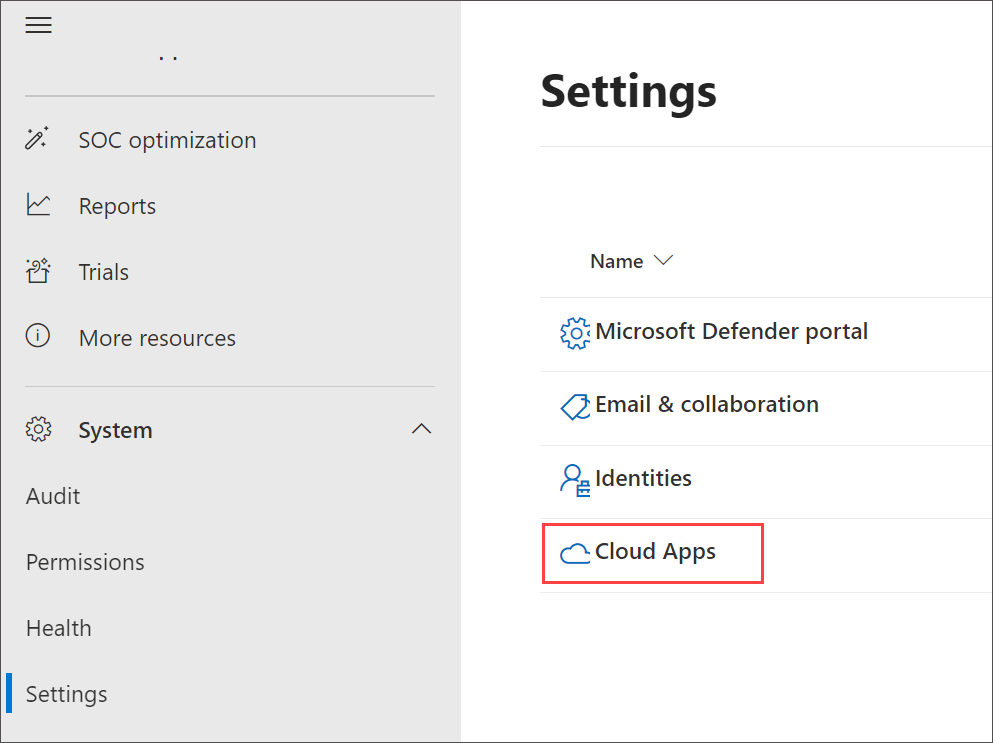 SOC optimization
Reports
Trials
More resources
System
Audit
Permissions
Health
Settings
Settings
Name
Microsoft Defender portal
Email & collaboration
Identities
Cloud Apps